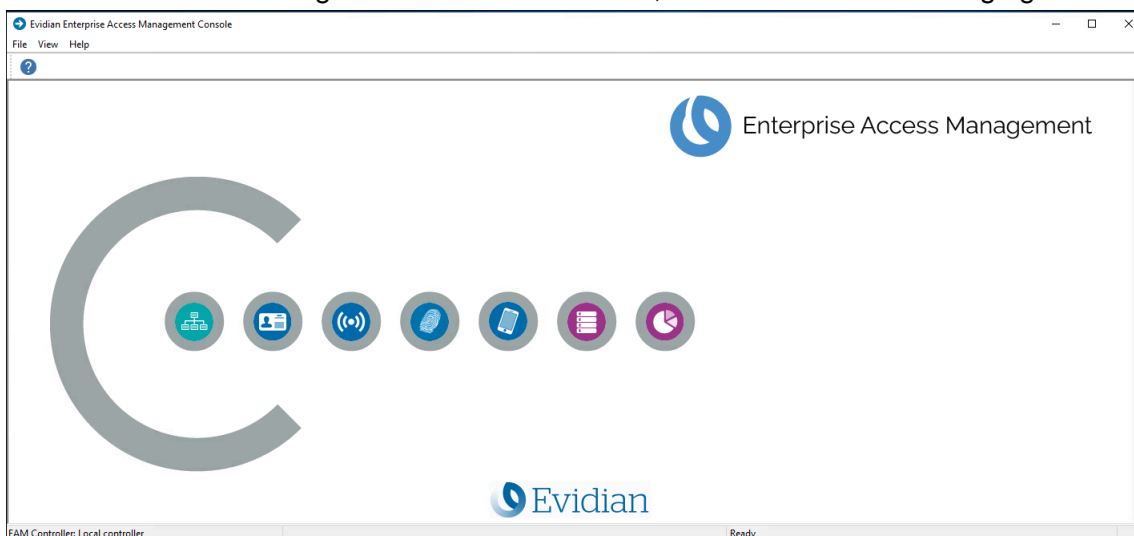 Evidian Enterprise Access Management Console
File View Help
?
Enterprise Access Management
Evidian
EAM Controller: Local controller
Ready